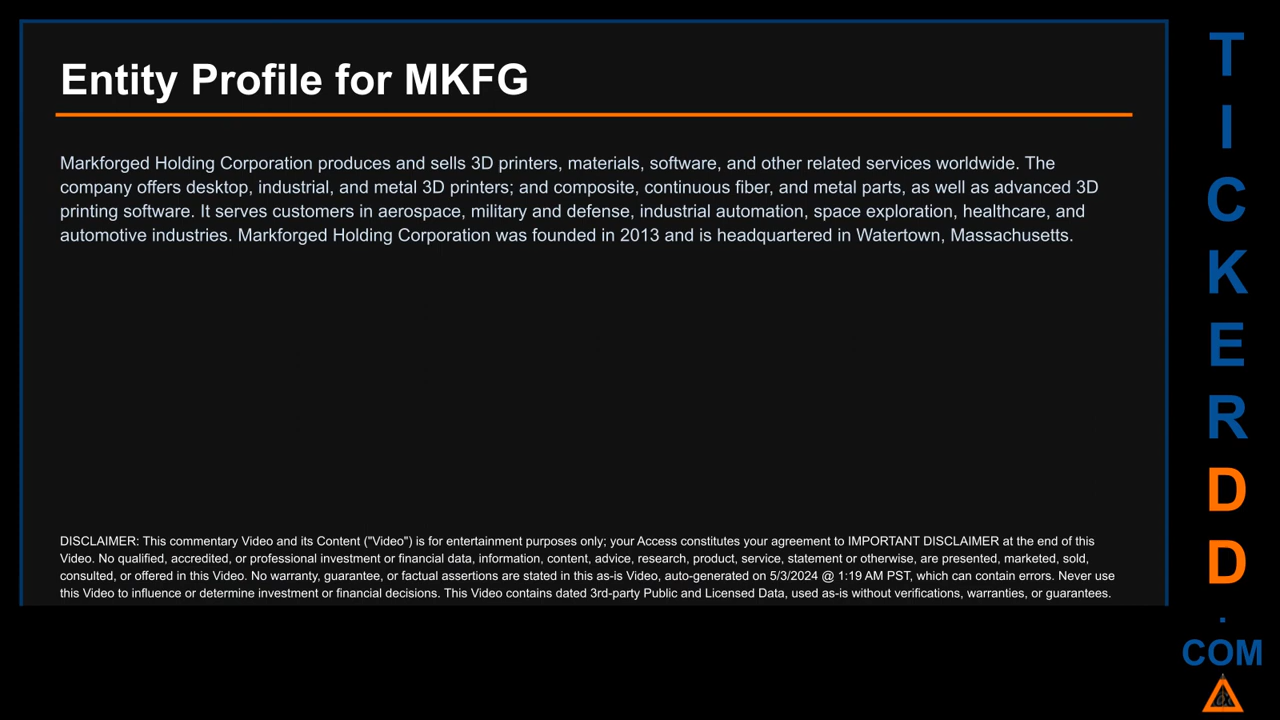 Entity Profile for MKFG
Markforged Holding Corporation produces and sells 3D printers, materials, software, and other related services worldwide. The
company offers desktop, industrial, and metal 3D printers; and composite, continuous fiber, and metal parts, as well as advanced 3D
printing software. It serves customers in aerospace, military and defense, industrial automation, space exploration, healthcare, and
automotive industries. Markforged Holding Corporation was founded in 2013 and is headquartered in Watertown, Massachusetts.
DISCLAIMER: This commentary Video and its Content ("Video") is for entertainment purposes only; your Access constitutes your agreement to IMPORTANT DISCLAIMER at the end of this
Video. No qualified, accredited, or professional investment or financial data, information, content, advice, research, product, service, statement or otherwise, are presented, marketed, sold,
consulted, or offered in this Video. No warranty, guarantee, or factual assertions are stated in this as-is Video, auto-generated on 5/3/2024 @ 1:19 AM PST, which can contain errors. Never use
this Video to influence or determine investment or financial decisions. This Video contains dated 3rd-party Public and Licensed Data, used as-is without verifications, warranties, or guarantees.
T
I
C
K
E
R
D
D
.
COM